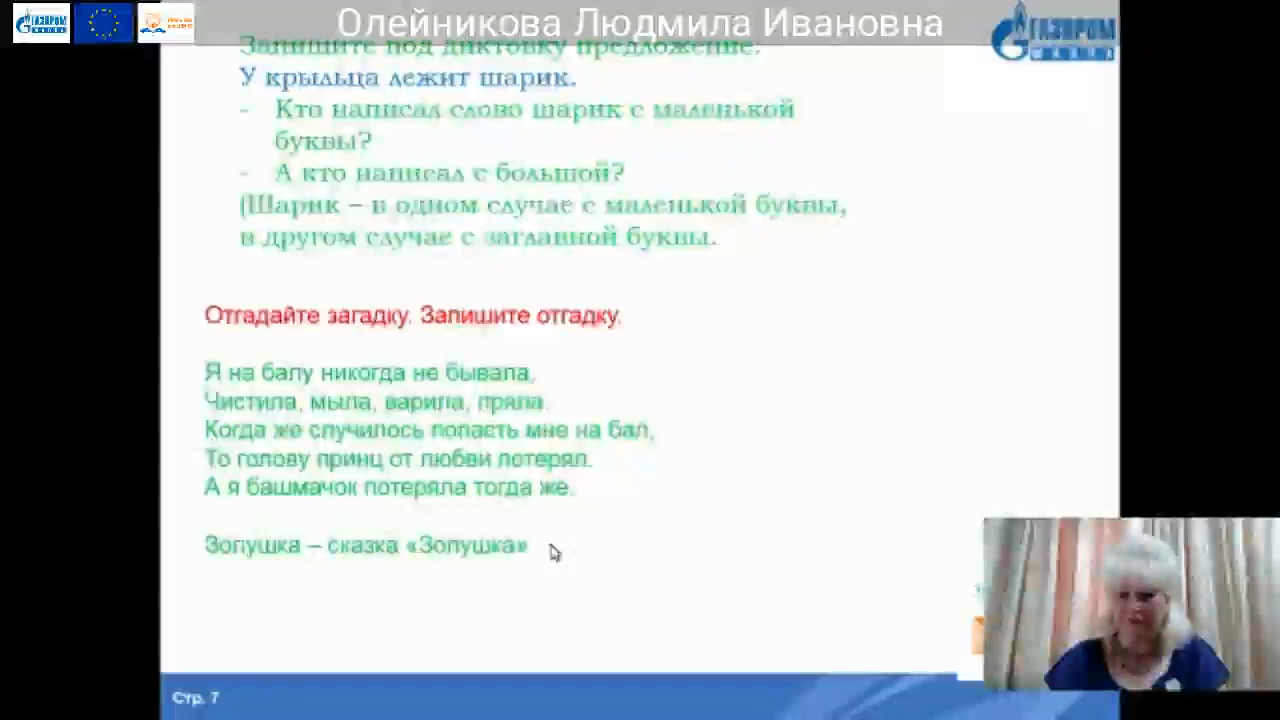 Олейникова Людмила Ивановна
ГАЗПРОМ
ШКОЛА
Запишите под диктовку предложение.
У крыльца лежит шарик.
- Кто написал слово шарик с маленькой
буквы?
- А кто написал с большой?
(Шарик – в одном случае с маленькой буквы,
в другом случае с заглавной буквы.
Отгадайте загадку. Запишите отгадку.
Я на балу никогда не бывала,
Чистила, мыла, варила, пряла.
Когда же случилось попасть мне на бал,
То голову принц от любви потерял.
А я башмачок потеряла тогда же.
Золушка – сказка «Золушка»
Стр. 7